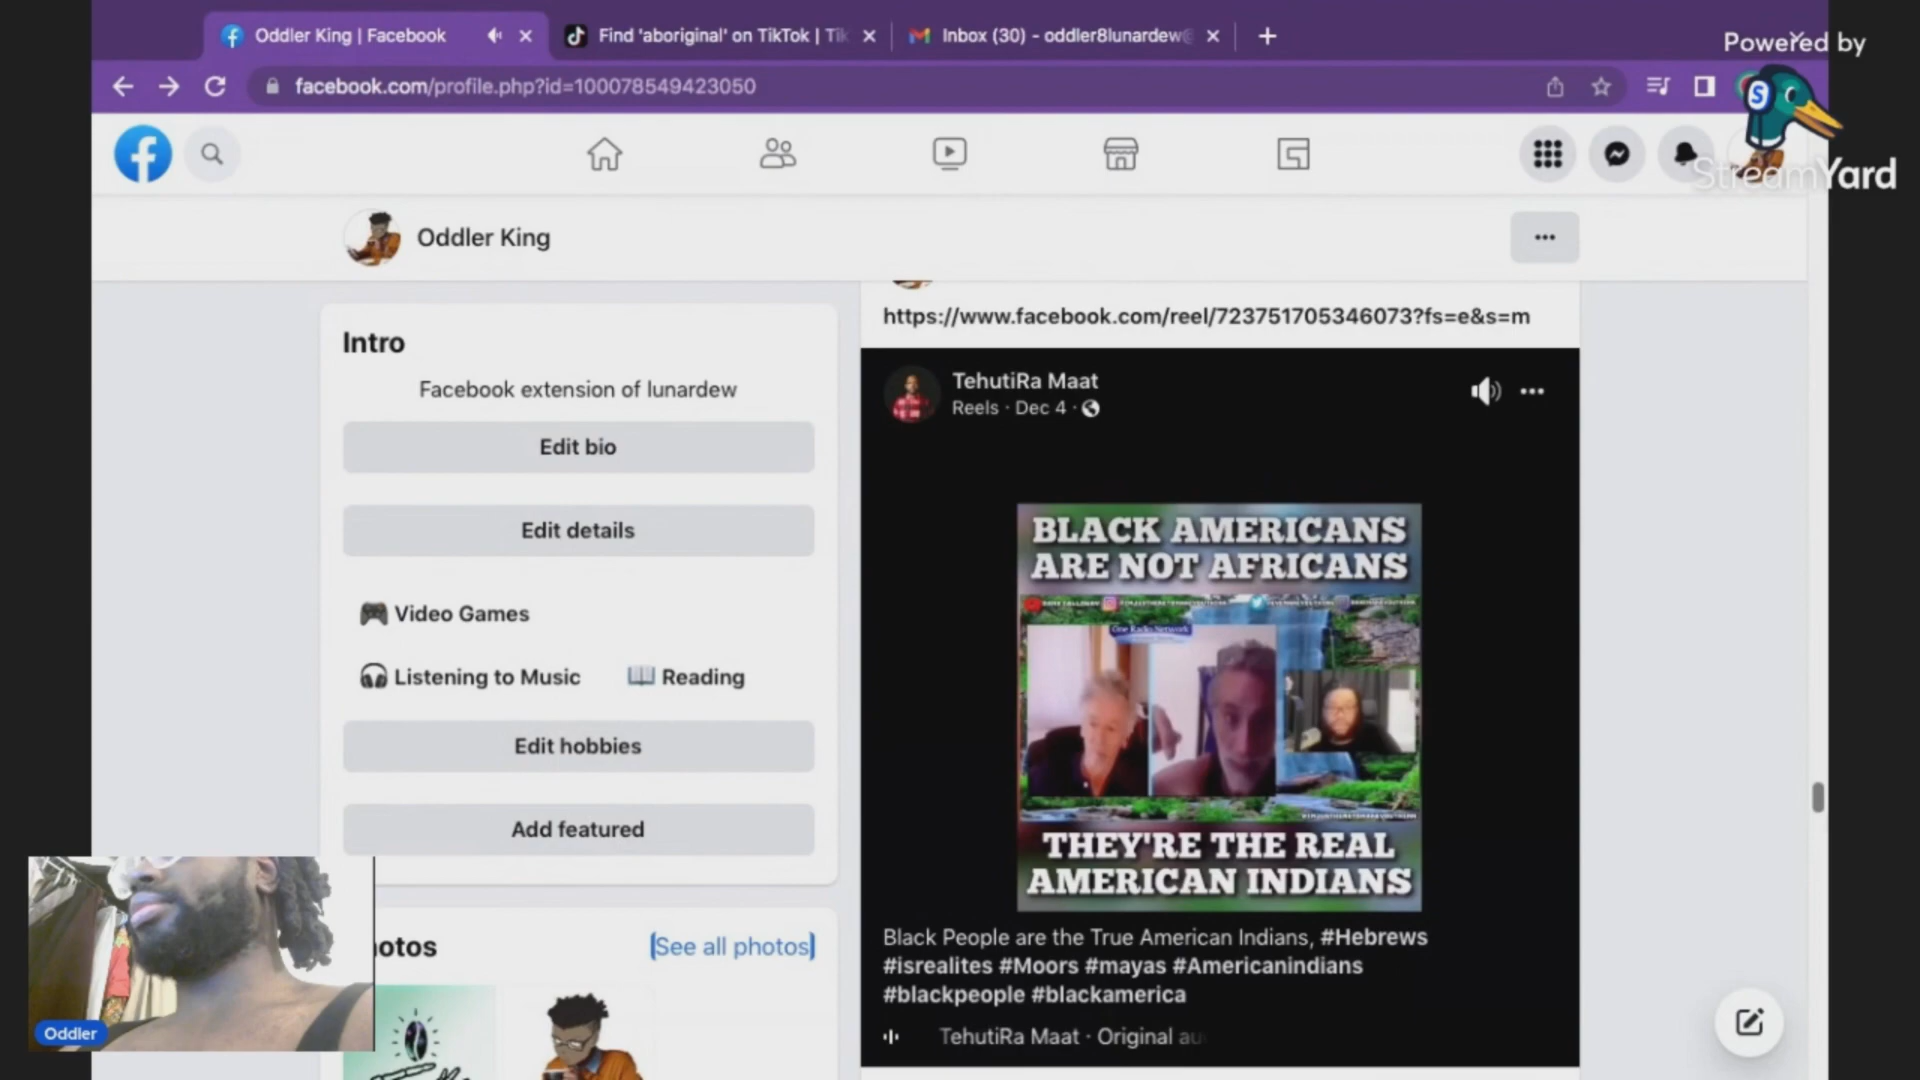 Oddler King | Facebook
Find 'aboriginal' on TikTok | Tik
Inbox (30) - oddler8lunardew@
Powered by
facebook.com/profile.php?id=100078549423050
StreamYard
Oddler King
https://www.facebook.com/reel/723751705346073?fs=e&s=m
Intro
Facebook extension of lunardew
Edit bio
Edit details
Video Games
Listening to Music
Reading
Edit hobbies
Add featured
otos
See all photos
TehutiRa Maat
Reels · Dec 4 ·
BLACK AMERICANS
ARE NOT AFRICANS
One Radio Network
THEY'RE THE REAL
AMERICAN INDIANS
Black People are the True American Indians, #Hebrews
#isrealites #Moors #mayas #Americanindians
#blackpeople #blackamerica
TehutiRa Maat · Original au
Oddler